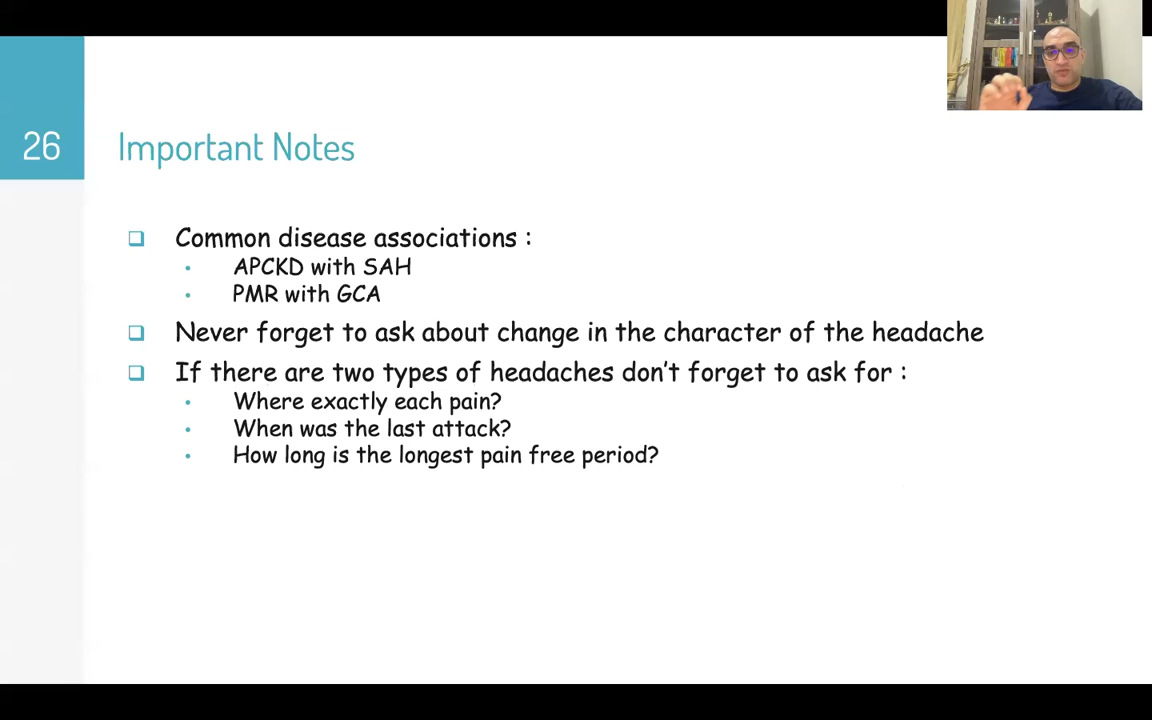 26
Important Notes
Common disease associations :
APCKD with SAH
PMR with GCA
Never forget to ask about change in the character of the headache
If there are two types of headaches don't forget to ask for :
Where exactly each pain?
When was the last attack?
How long is the longest pain free period?